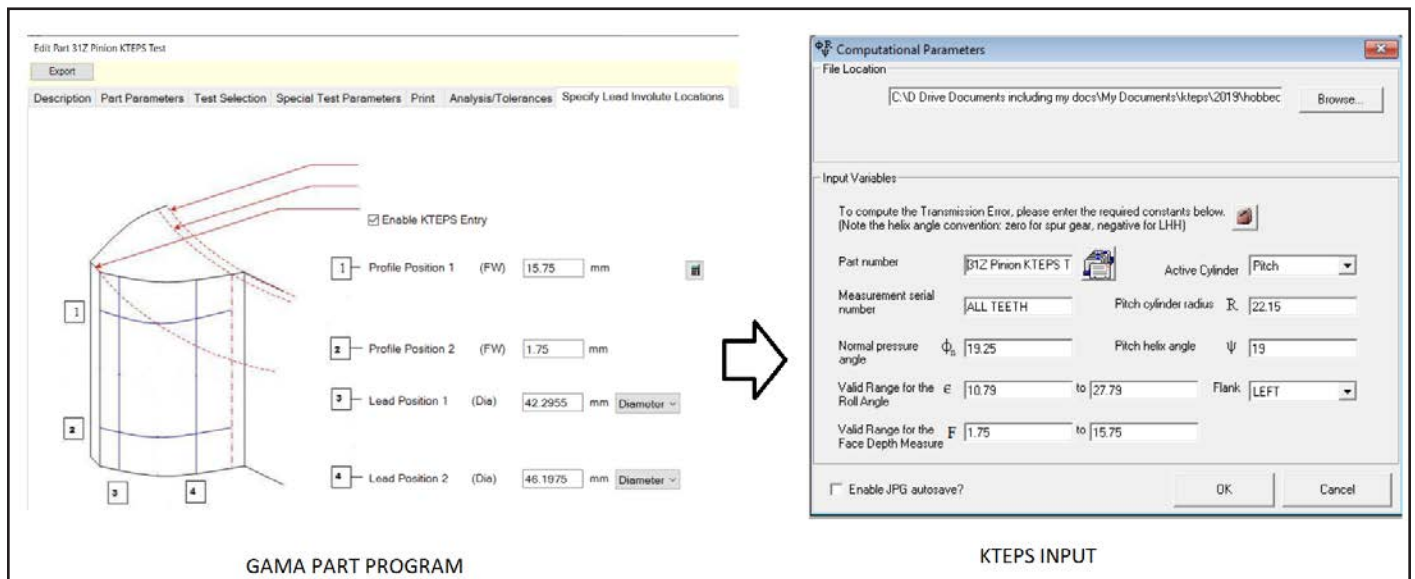 Edit Part 31Z Pinion KTEPS Test
Export
Description Part Parameters Test Selection Special Test Parameters Print Analysis/Tolerances Specify Lead Involute Locations
Enable KTEPS Entry
1 Profile Position 1 (FW) 15.75 mm
2 Profile Position 2 (FW) 1.75 mm
3 Lead Position 1 (Dia) 42.2955 mm Diameter
4 Lead Position 2 (Dia) 46.1975 mm Diameter
1
2
3 4
GAMA PART PROGRAM
Computational Parameters
File Location
C:\D Drive Documents including my docs\My Documents\kteps\2019\hobbec Browse...
Input Variables
To compute the Transmission Error, please enter the required constants below.
(Note the helix angle convention: zero for spur gear, negative for LHH)
Part number 31Z Pinion KTEPS T Active Cylinder Pitch
Measurement serial number ALL TEETH Pitch cylinder radius R 22.15
Normal pressure angle ϕn 19.25 Pitch helix angle ψ 19
Valid Range for the Roll Angle ϵ 10.79 to 27.79 Flank LEFT
Valid Range for the Face Depth Measure F 1.75 to 15.75
Enable JPG autosave? OK Cancel
KTEPS INPUT